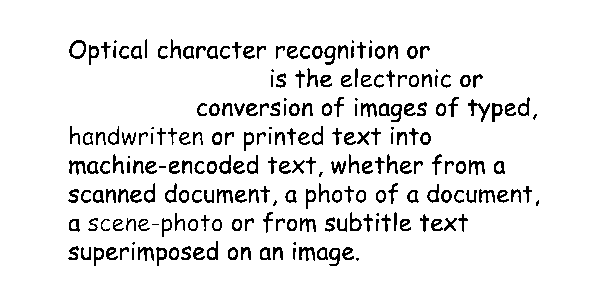 Optical character recognition or
is the electronic or
conversion of images of typed,
handwritten or printed text into
machine-encoded text, whether from a
scanned document, a photo of a document,
a scene-photo or from subtitle text
superimposed on an image.